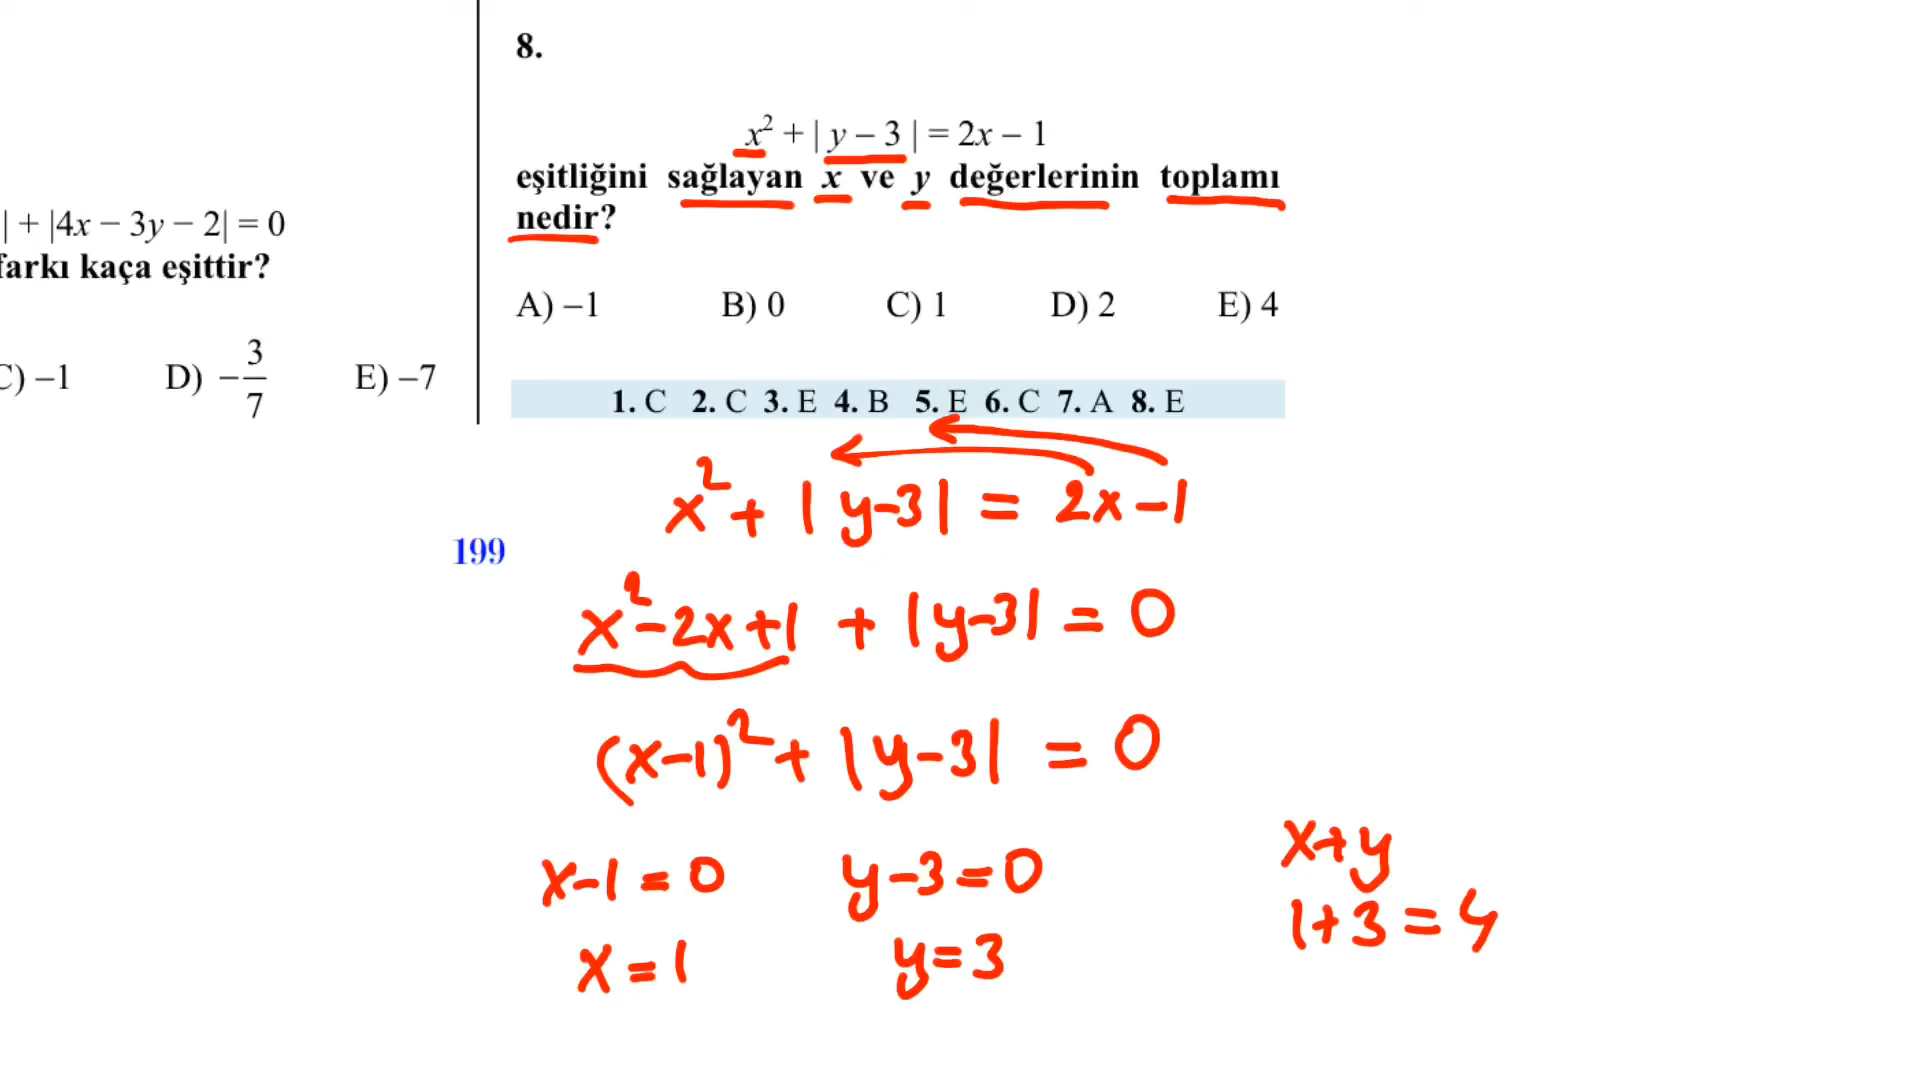 | + |4x − 3y − 2| = 0
farkı kaça eşittir?
C) −1 D) −3/7 E) −7
199
8.
x² + | y − 3 | = 2x − 1
eşitliğini sağlayan x ve y değerlerinin toplamı
nedir?
A) −1 B) 0 C) 1 D) 2 E) 4
1. C 2. C 3. E 4. B 5. E 6. C 7. A 8. E
x² + |y-3| = 2x-1
x²-2x+1 + |y-3| = 0
(x-1)² + |y-3| = 0
x-1=0 y-3=0
x=1 y=3
x+y
1+3=4